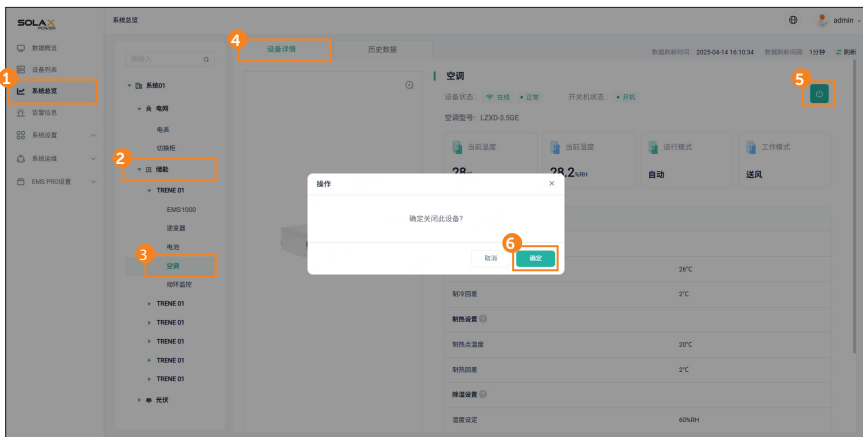 SOLAX
POWER
系统总览
admin
数据概览
设备列表
1
系统总览
告警信息
系统设置
系统运维
EMS PRO设置
请输入
系统01
电网
电表
切换柜
2
储能
TRENE 01
EMS1000
逆变器
电池
3
空调
动环监控
TRENE 01
TRENE 01
TRENE 01
TRENE 01
TRENE 01
光伏
4
设备详情
历史数据
数据刷新时间: 2025-04-14 16:10:34 数据刷新间隔: 1分钟 刷新
空调
5
设备状态: 在线 正常 开关机状态: 开机
空调型号: LZXD-3.5GE
当前温度
当前湿度
运行模式
工作模式
28
28.2%RH
自动
送风
操作
确定关闭此设备?
6
取消
确定
26°C
制冷回差 2°C
制热设置
制热点温度 20°C
制热回差 2°C
除湿设置
湿度设定 60%RH